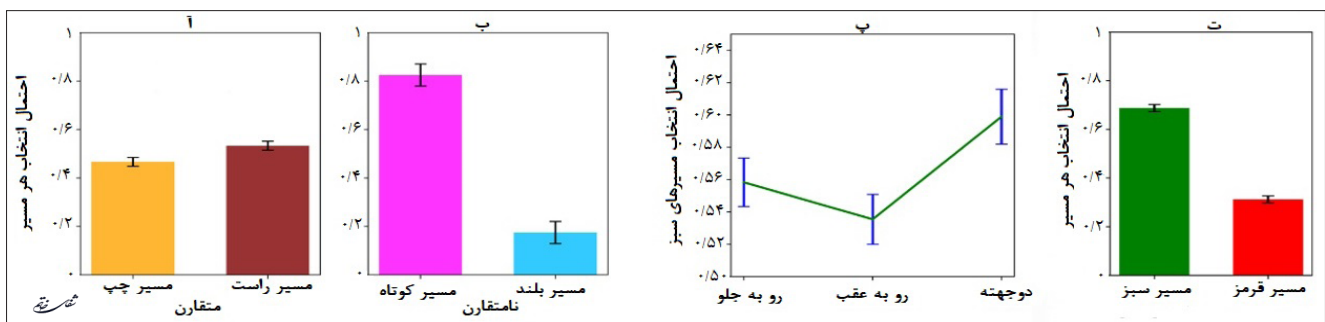 آ
احتمال انتخاب هر مسیر
۱
۰/۸
۰/۶
۰/۴
۰/۲
۰
مسیر چپ
مسیر راست
متقارن
ب
۱
۰/۸
۰/۶
۰/۴
۰/۲
۰
مسیر کوتاه
مسیر بلند
نامتقارن
پ
احتمال انتخاب مسیرهای سبز
۰/۶۴
۰/۶۲
۰/۶۰
۰/۵۸
۰/۵۶
۰/۵۴
۰/۵۲
۰/۵۰
رو به جلو
رو به عقب
دوجهته
ت
احتمال انتخاب هر مسیر
۱
۰/۸
۰/۶
۰/۴
۰/۲
۰
مسیر سبز
مسیر قرمز